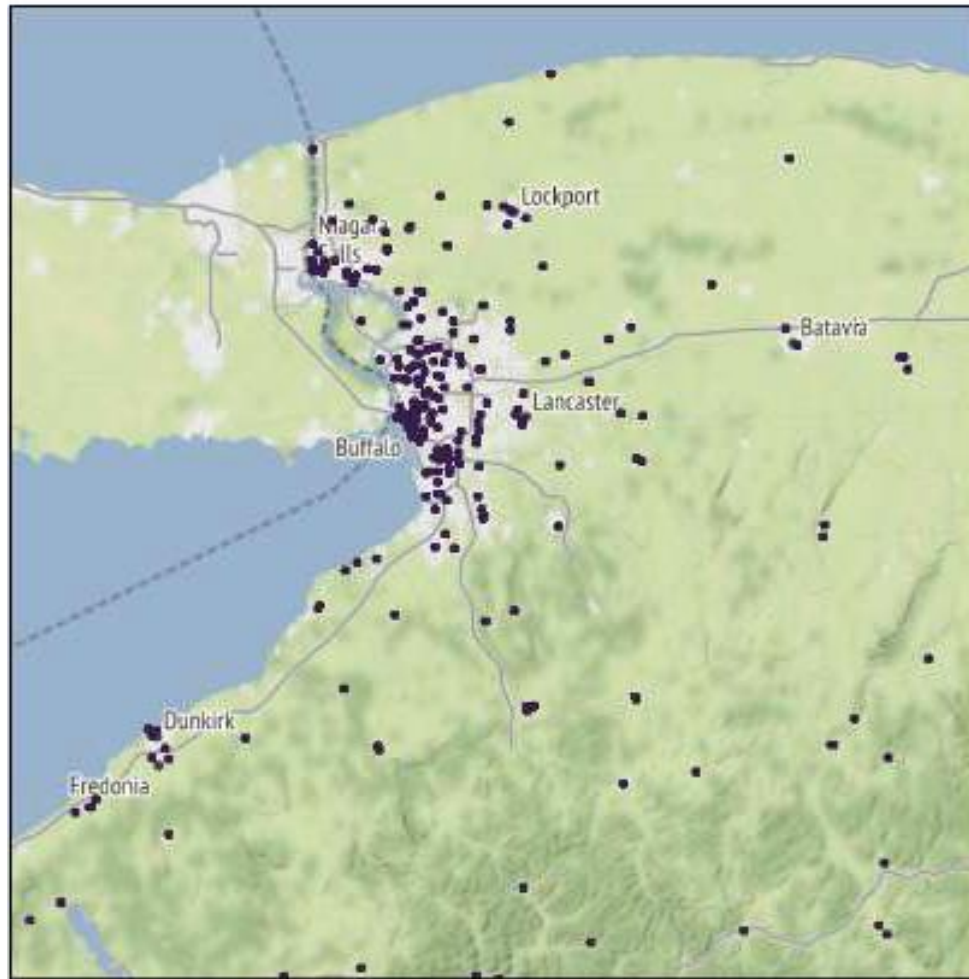 Lockport
Niagara
Falls
Batavia
Lancaster
Buffalo
Dunkirk
Fredonia